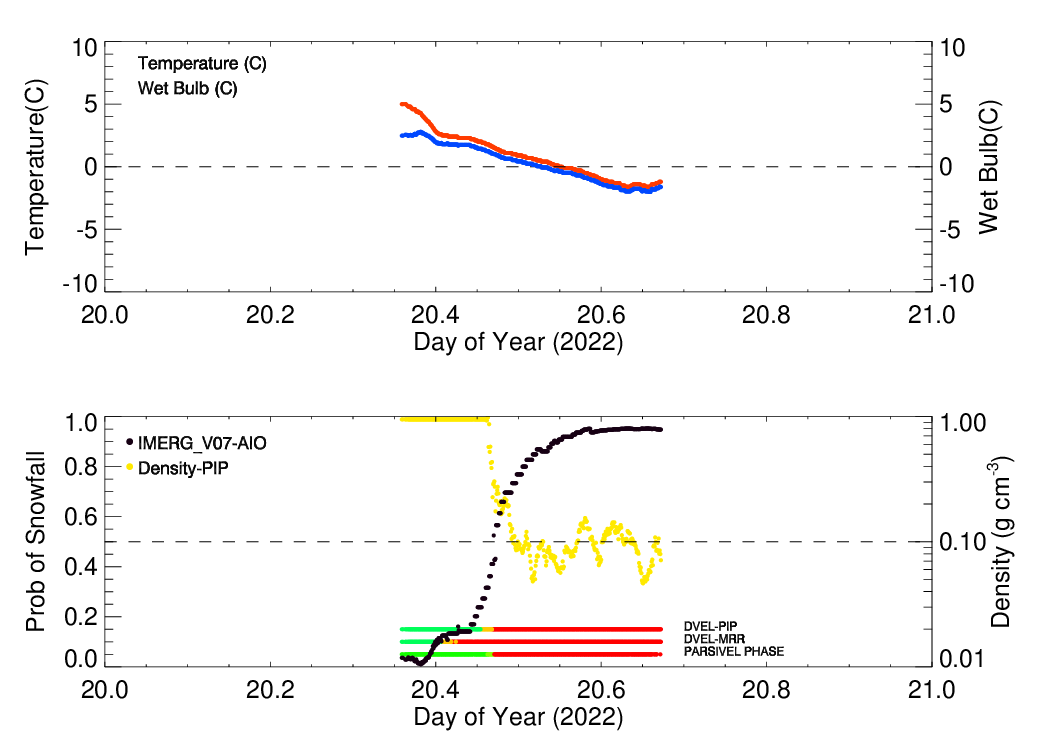 10
5
0
-5
-10
Temperature(C)
Temperature (C)
Wet Bulb (C)
10
5
0
-5
-10
Wet Bulb(C)
20.0 20.2 20.4 20.6 20.8 21.0
Day of Year (2022)
1.0
0.8
0.6
0.4
0.2
0.0
Prob of Snowfall
IMERG_V07-AIO
Density-PIP
DVEL-PIP
DVEL-MRR
PARSIVEL PHASE
1.00
0.10
0.01
Density (g cm-3)
20.0 20.2 20.4 20.6 20.8 21.0
Day of Year (2022)